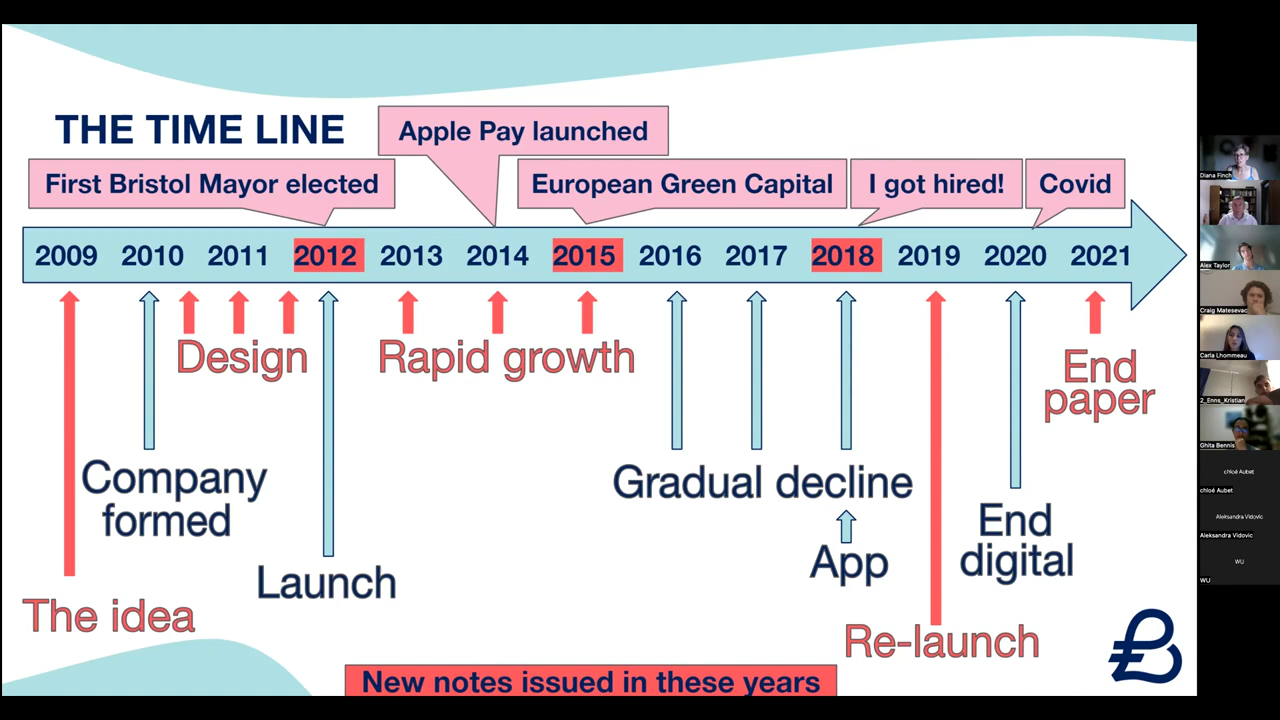 THE TIME LINE
Apple Pay launched
First Bristol Mayor elected
European Green Capital
I got hired!
Covid
2009 2010 2011 2012 2013 2014 2015 2016 2017 2018 2019 2020 2021
Design
Rapid growth
End
paper
Company
formed
Gradual decline
End
digital
App
Launch
The idea
Re-launch
New notes issued in these years
Diana Finch
Alex Taylor
Craig Matesevac
Carla Lhommeau
2_Enns_Kristian
Ghita Bennis
chloé Aubet
chloé Aubet
Aleksandra Vidovic
Aleksandra Vidovic
WU
WU